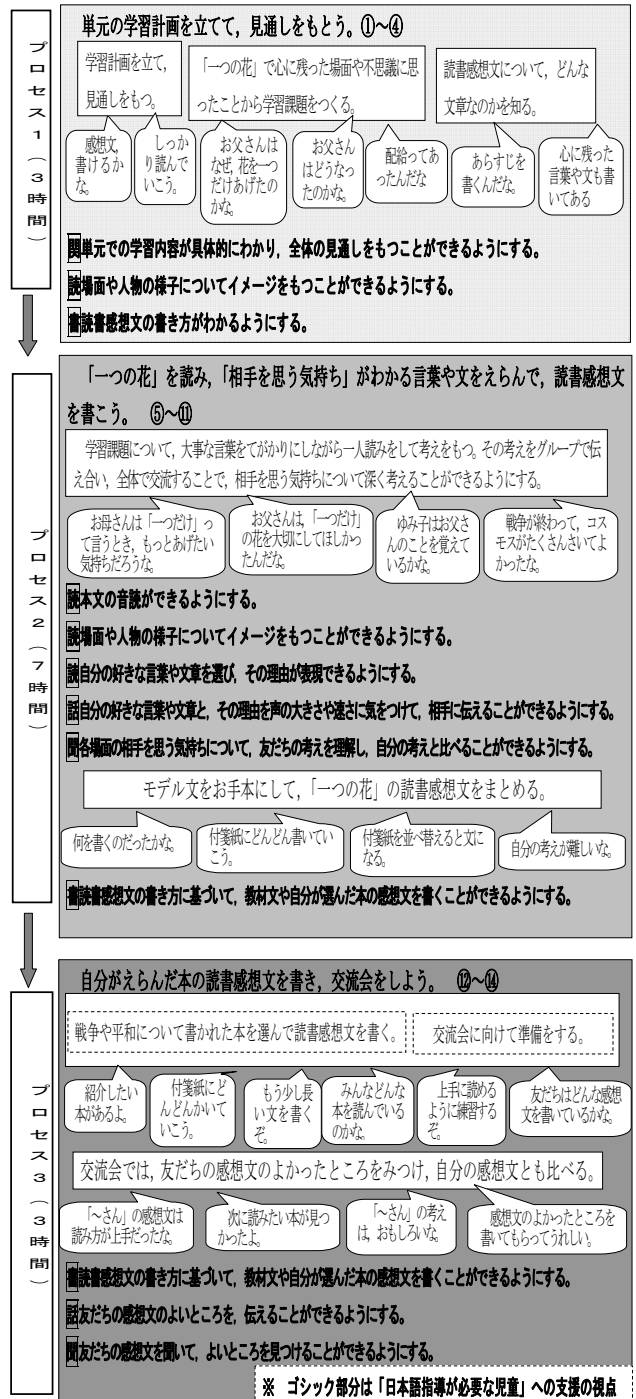 プロセス1（3時間）
単元の学習計画を立てて，見通しをもとう。①～④
学習計画を立て，
見通しをもつ。
「一つの花」で心に残った場面や不思議に思
ったことから学習課題をつくる。
読書感想文について，どんな
文章なのかを知る。
感想文，
書けるか
な。
しっか
り読んで
いこう。
お父さんは
なぜ，花を一つ
だけあげたの
かな。
お父さん
はどうなっ
たのかな。
配給ってあ
ったんだな
あらすじを
書くんだな。
心に残った
言葉や文も書
いてある
関単元での学習内容が具体的にわかり，全体の見通しをもつことができるようにする。
読場面や人物の様子についてイメージをもつことができるようにする。
書読書感想文の書き方がわかるようにする。
プロセス2（7時間）
「一つの花」を読み，「相手を思う気持ち」がわかる言葉や文をえらんで，読書感想文
を書こう。　⑤～⑪
学習課題について，大事な言葉をてがかりにしながら一人読みをして考えをもつ。その考えをグループで伝
え合い，全体で交流することで，相手を思う気持ちについて深く考えることができるようにする。
お母さんは「一つだけ」っ
て言うとき，もっとあげたい
気持ちだろうな。
お父さんは，「一つだけ」
の花を大切にしてほしかっ
たんだな。
ゆみ子はお父さ
んのことを覚えて
いるかな。
戦争が終わって，コス
モスがたくさんさいてよ
かったな。
読本文の音読ができるようにする。
読場面や人物の様子についてイメージをもつことができるようにする。
読自分の好きな言葉や文章を選び，その理由が表現できるようにする。
話自分の好きな言葉や文章と，その理由を声の大きさや速さに気をつけて，相手に伝えることができるようにする。
聞各場面の相手を思う気持ちについて，友だちの考えを理解し，自分の考えと比べることができるようにする。
モデル文をお手本にして，「一つの花」の読書感想文をまとめる。
何を書くのだったかな。
付箋紙にどんどん書いてい
こう。
付箋紙を並べ替えると文に
なる。
自分の考えが難しいな。
書読書感想文の書き方に基づいて，教材文や自分が選んだ本の感想文を書くことができるようにする。
プロセス3（3時間）
自分がえらんだ本の読書感想文を書き，交流会をしよう。　⑫～⑭
戦争や平和について書かれた本を選んで読書感想文を書く。
交流会に向けて準備をする。
紹介したい
本があるよ。
付箋紙にど
んどんかいて
いこう。
もう少し長
い文を書く
ぞ。
みんなどんな
本を読んでいる
のかな。
上手に読める
ように練習する
ぞ。
友だちはどんな感想
文を書いているかな。
交流会では，友だちの感想文のよかったところをみつけ，自分の感想文とも比べる。
「～さん」の感想文は
読み方が上手だったな。
次に読みたい本が見つ
かったよ。
「～さん」の考え
は，おもしろいな。
感想文のよかったところを
書いてもらってうれしい。
書読書感想文の書き方に基づいて，教材文や自分が選んだ本の感想文を書くことができるようにする。
話友だちの感想文のよいところを，伝えることができるようにする。
聞友だちの感想文を聞いて，よいところを見つけることができるようにする。
※　ゴシック部分は「日本語指導が必要な児童」への支援の視点